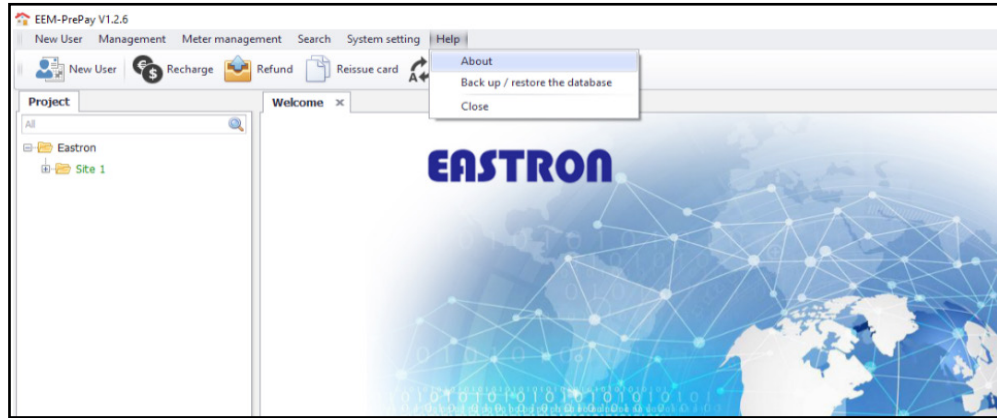 EEM-PrePay V1.2.6
New User Management Meter management Search System setting Help
New User Recharge Refund Reissue card
About
Back up / restore the database
Close
Project
Welcome ×
All
Eastron
Site 1
EASTRON